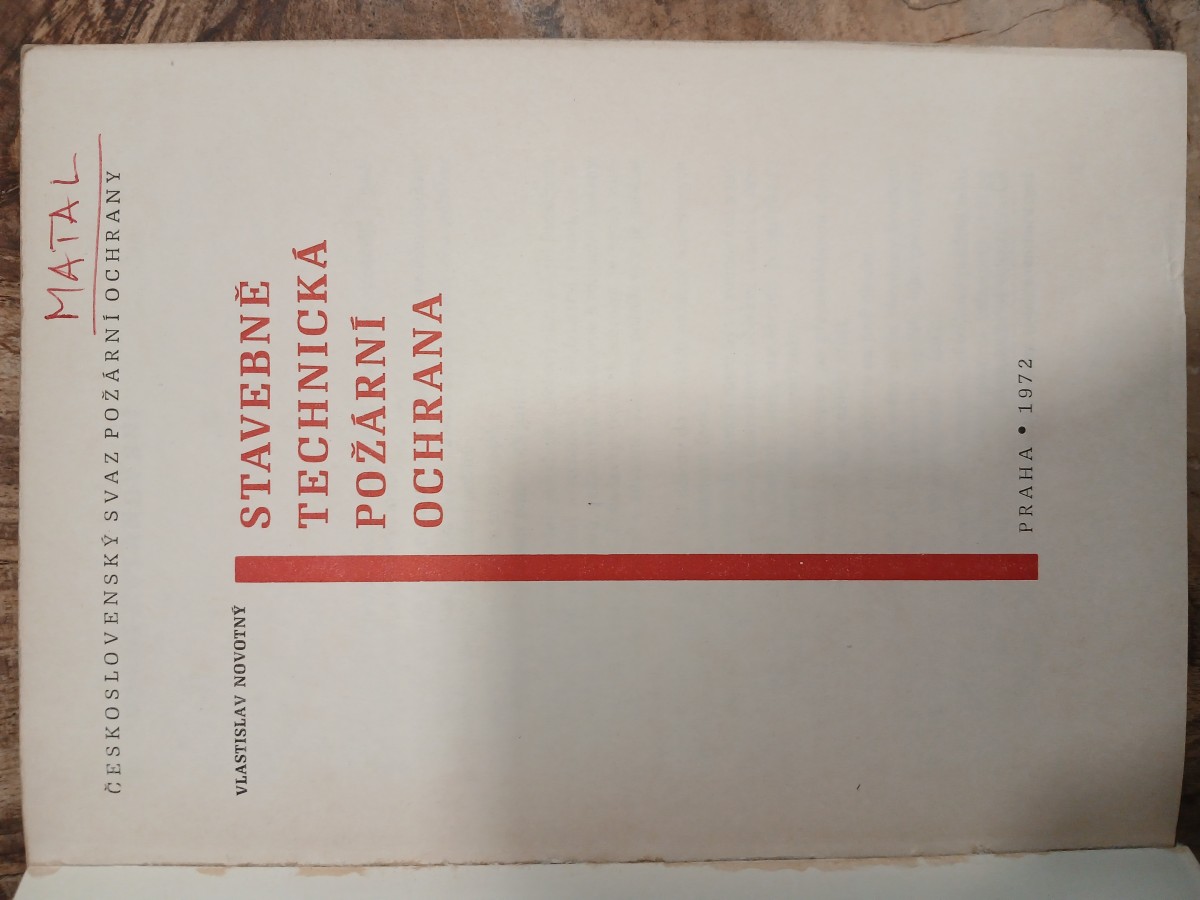 MATAL
ČESKOSLOVENSKÝ SVAZ POŽÁRNÍ OCHRANY
VLASTISLAV NOVOTNÝ
STAVEBNĚ
TECHNICKÁ
POŽÁRNÍ
OCHRANA
PRAHA • 1972